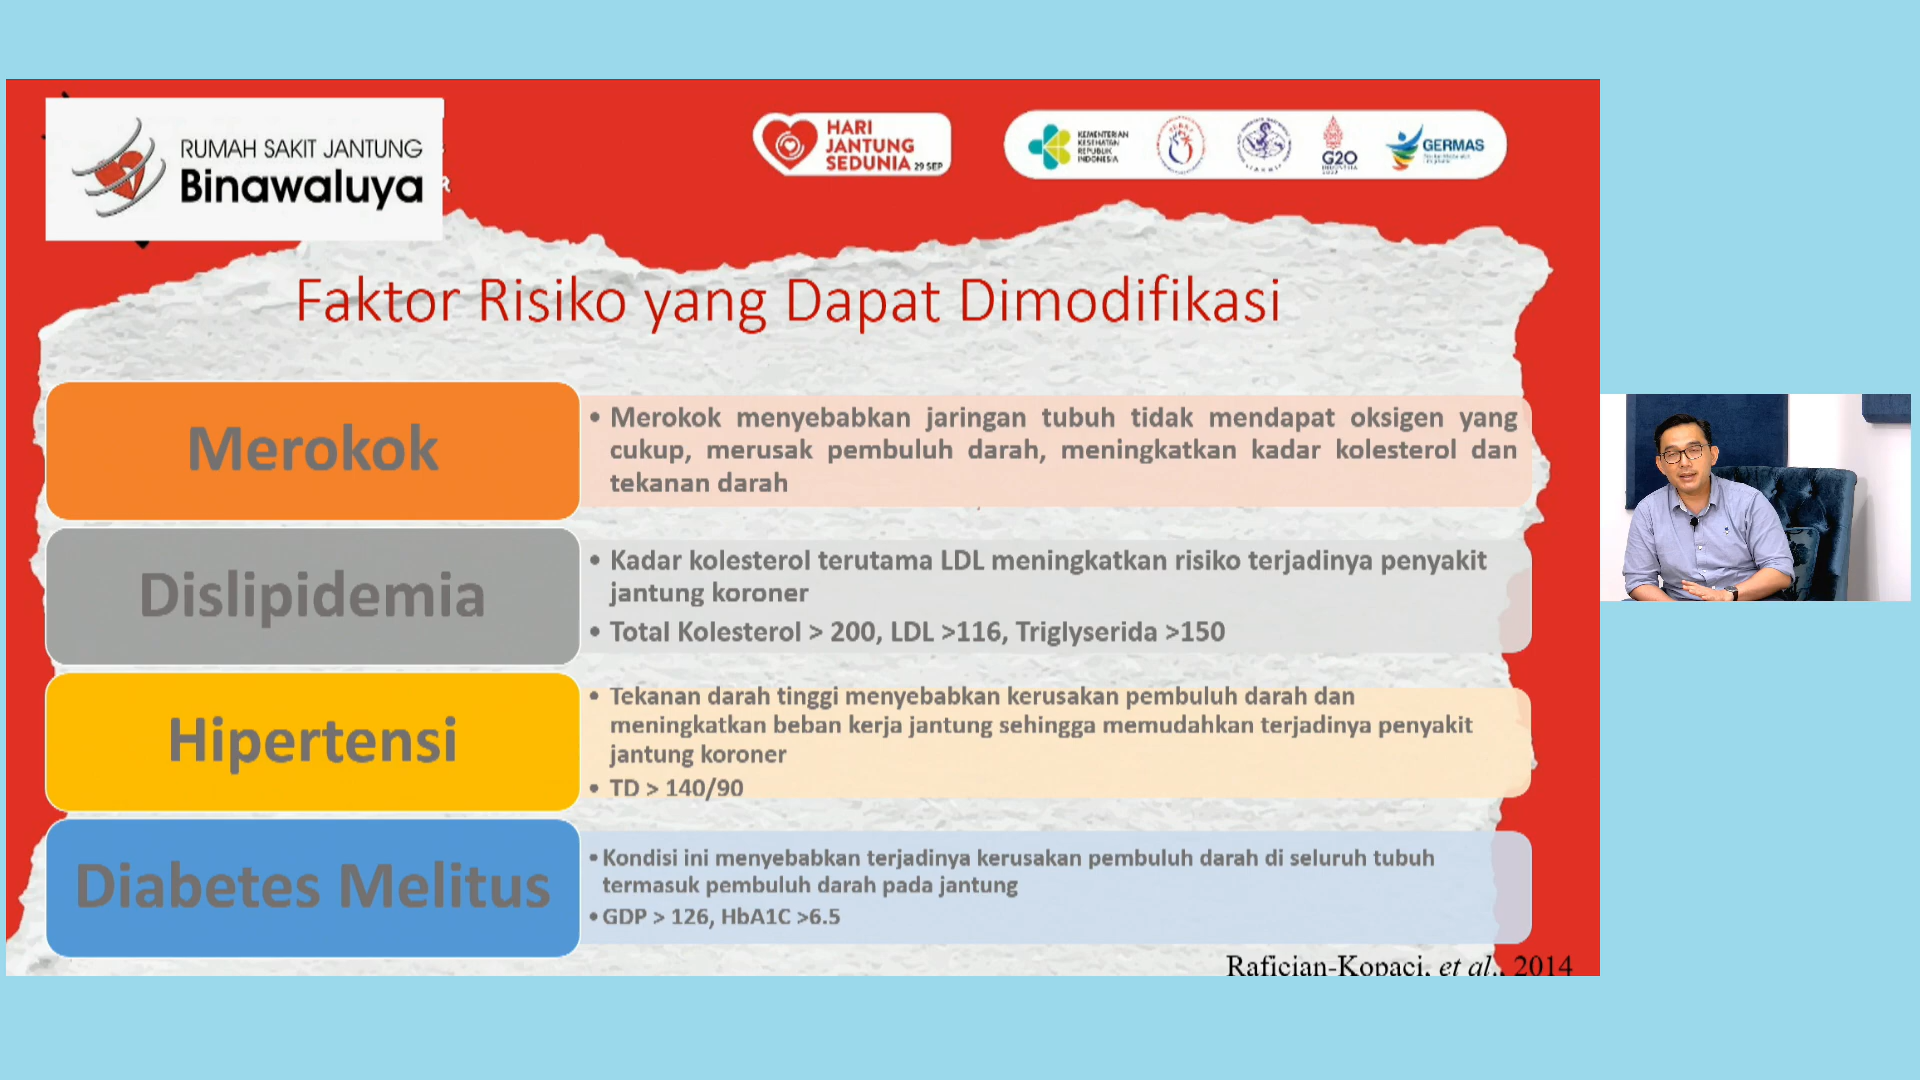 RUMAH SAKIT JANTUNG
Binawaluya
R
HARI
JANTUNG
SEDUNIA 29 SEP
KEMENTERIAN
KESEHATAN
REPUBLIK
INDONESIA
G20
GERMAS
Faktor Risiko yang Dapat Dimodifikasi
Merokok
• Merokok menyebabkan jaringan tubuh tidak mendapat oksigen yang
cukup, merusak pembuluh darah, meningkatkan kadar kolesterol dan
tekanan darah
Dislipidemia
• Kadar kolesterol terutama LDL meningkatkan risiko terjadinya penyakit
jantung koroner
• Total Kolesterol > 200, LDL >116, Triglyserida >150
Hipertensi
• Tekanan darah tinggi menyebabkan kerusakan pembuluh darah dan
meningkatkan beban kerja jantung sehingga memudahkan terjadinya penyakit
jantung koroner
• TD > 140/90
Diabetes Melitus
• Kondisi ini menyebabkan terjadinya kerusakan pembuluh darah di seluruh tubuh
termasuk pembuluh darah pada jantung
• GDP > 126, HbA1C >6.5
Rafician-Kopaci, et al., 2014